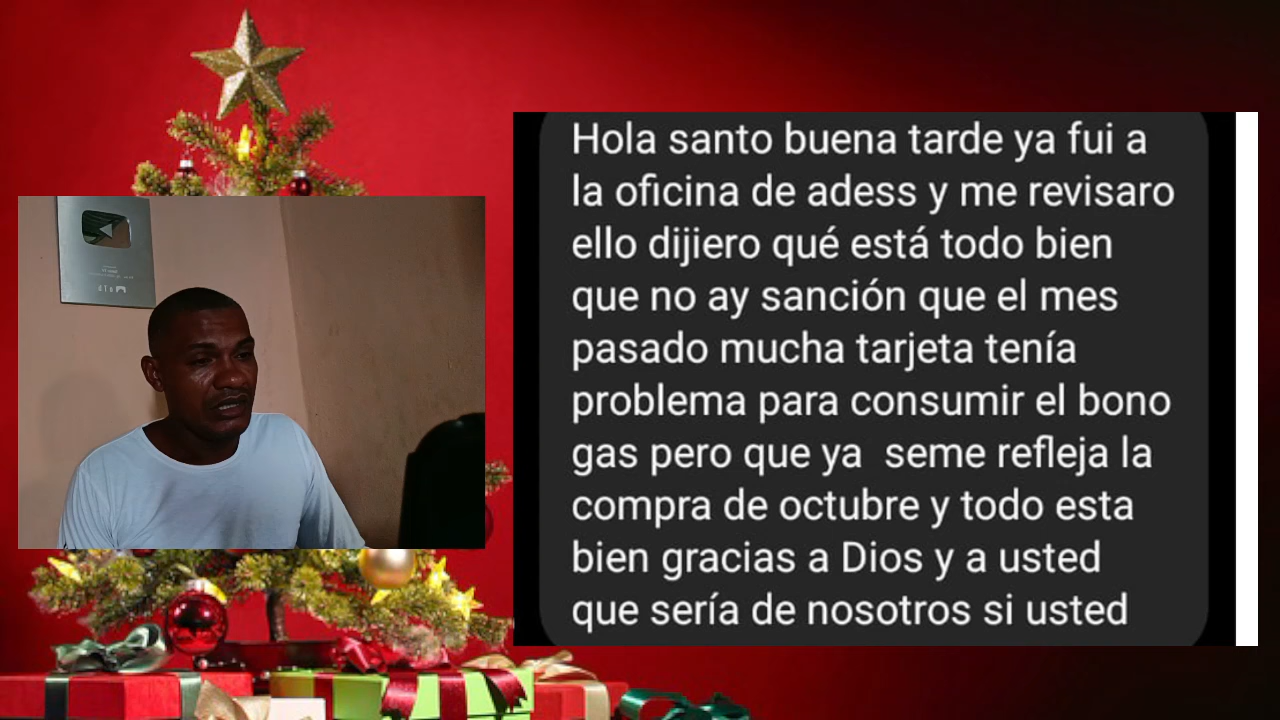 Hola santo buena tarde ya fui a
la oficina de adess y me revisaro
ello dijiero qué está todo bien
que no ay sanción que el mes
pasado mucha tarjeta tenía
problema para consumir el bono
gas pero que ya  seme refleja la
compra de octubre y todo esta
bien gracias a Dios y a usted
que sería de nosotros si usted